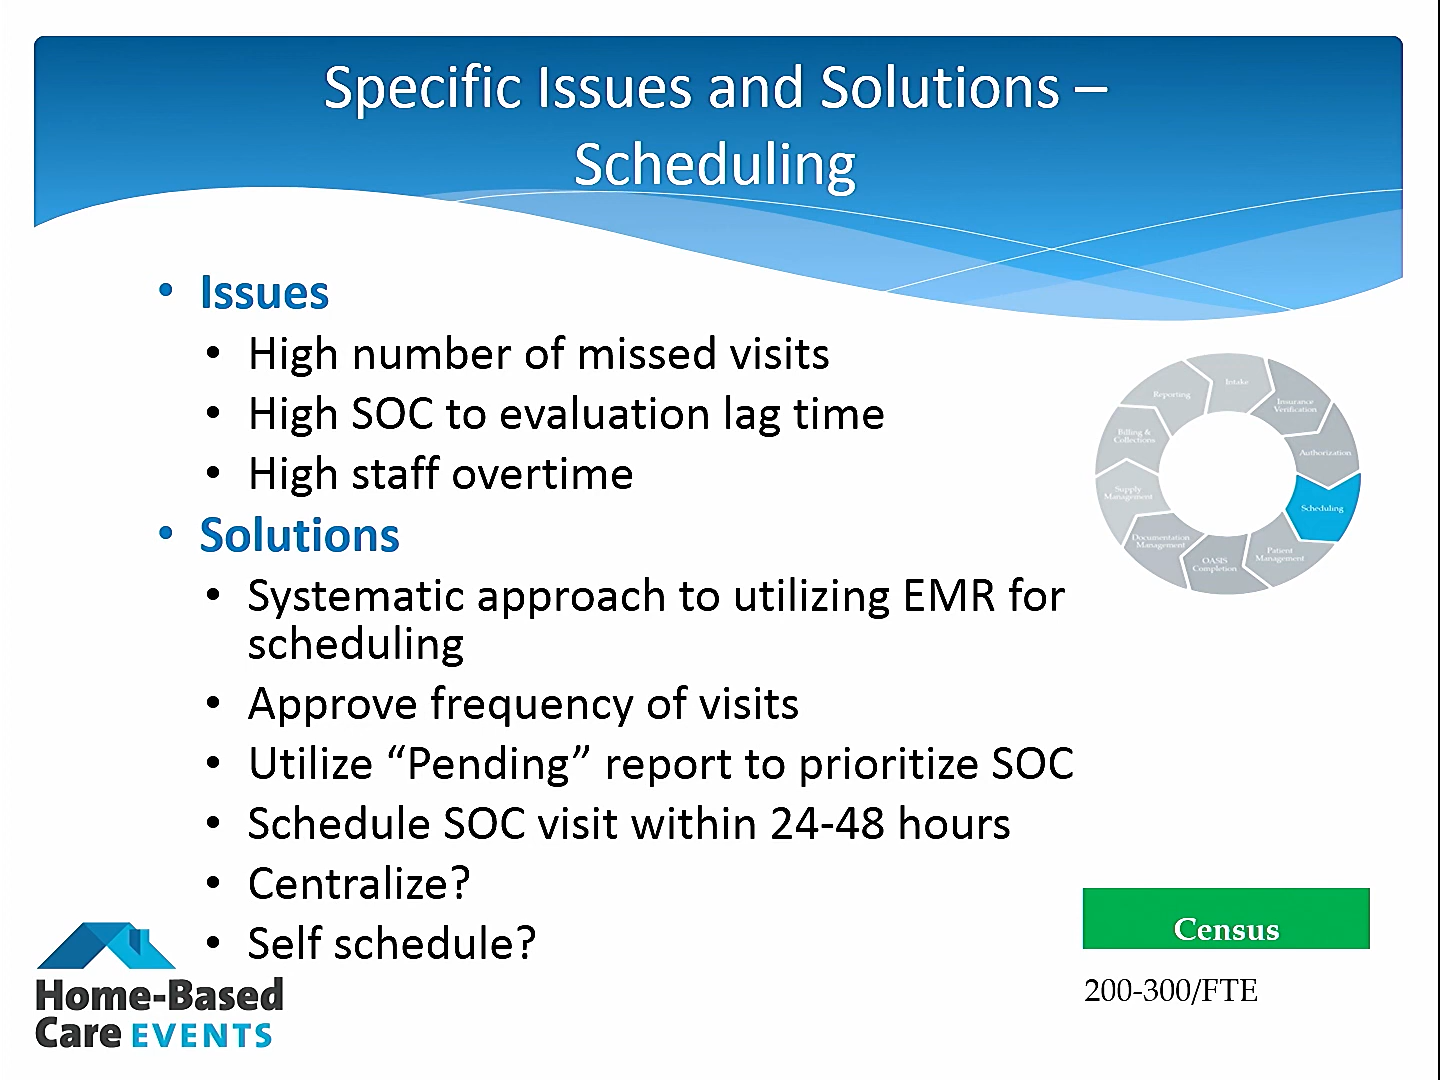 Specific Issues and Solutions –
Scheduling
• Issues
• High number of missed visits
• High SOC to evaluation lag time
• High staff overtime
• Solutions
• Systematic approach to utilizing EMR for
scheduling
• Approve frequency of visits
• Utilize “Pending” report to prioritize SOC
• Schedule SOC visit within 24-48 hours
• Centralize?
• Self schedule?
Intake
Insurance
Verification
Authorization
Scheduling
Patient
Management
OASIS
Completion
Documentation
Management
Supply
Management
Billing &
Collections
Reporting
Census
200-300/FTE
Home-Based
Care EVENTS